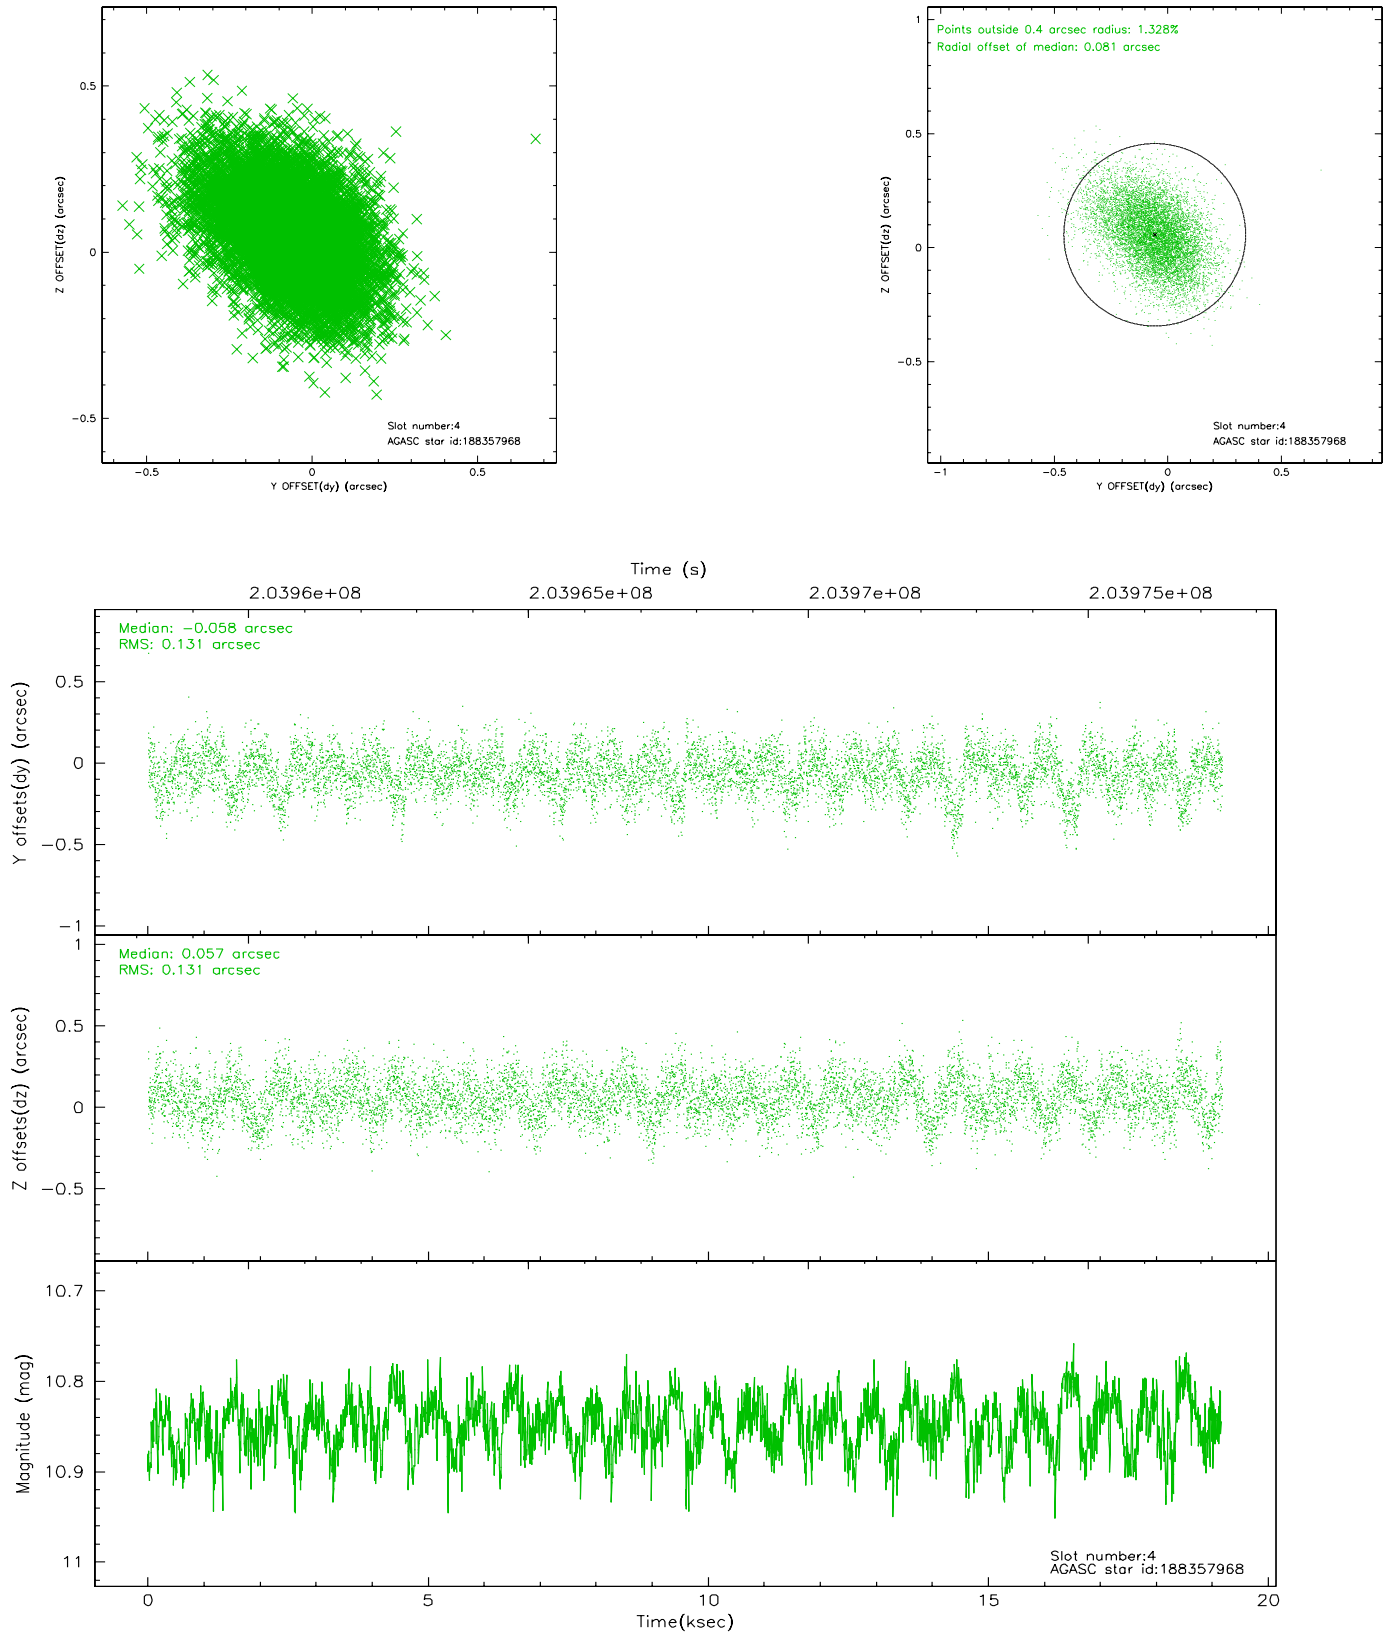 0.5
0
−0.5
Z OFFSET(dz) (arcsec)
Slot number:4
AGASC star id:188357968
−0.5
0
0.5
Y OFFSET(dy) (arcsec)
Points outside 0.4 arcsec radius: 1.328%
Radial offset of median: 0.081 arcsec
1
0.5
0
−0.5
Z OFFSET(dz) (arcsec)
Slot number:4
AGASC star id:188357968
−1
−0.5
0
0.5
Y OFFSET(dy) (arcsec)
Time (s)
2.0396e+08
2.03965e+08
2.0397e+08
2.03975e+08
Median: −0.058 arcsec
RMS: 0.131 arcsec
0.5
0
−0.5
−1
Y offsets(dy) (arcsec)
Median: 0.057 arcsec
RMS: 0.131 arcsec
1
0.5
0
−0.5
Z offsets(dz) (arcsec)
10.7
10.8
10.9
11
Magnitude (mag)
Slot number:4
AGASC star id:188357968
0
5
10
15
20
Time(ksec)